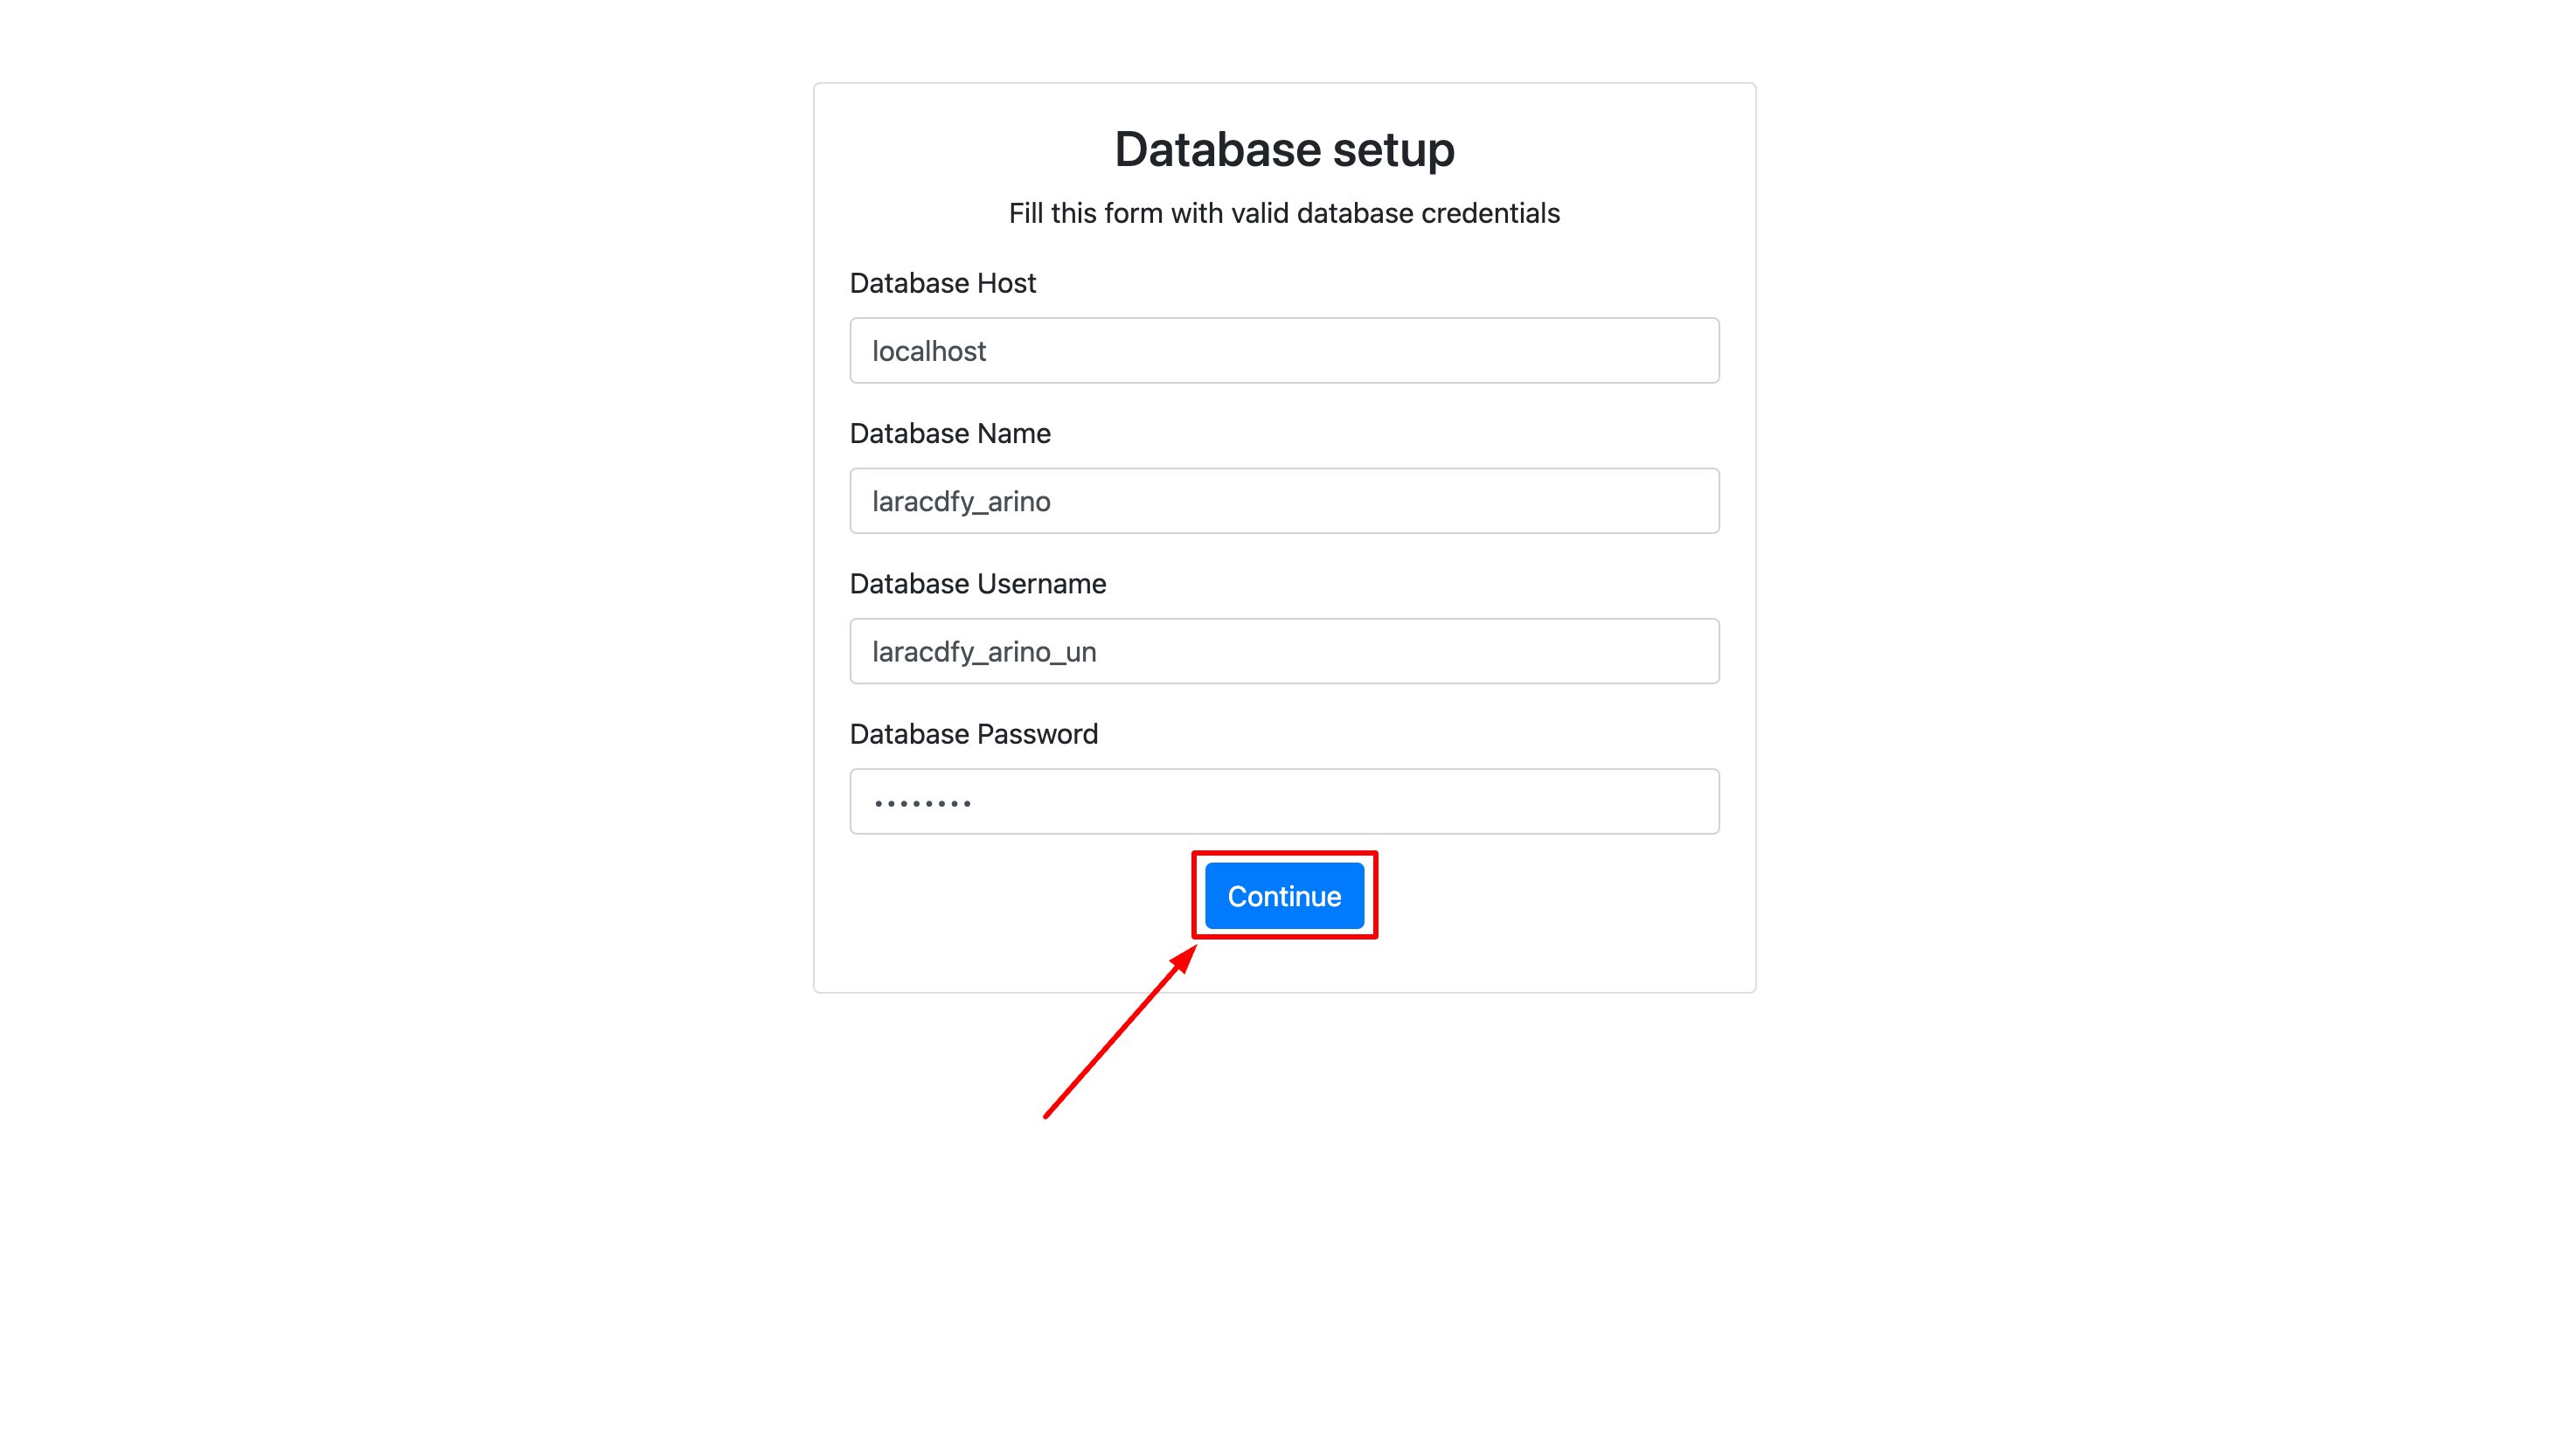 Database setup
Fill this form with valid database credentials
Database Host
localhost
Database Name
laracdfy_arino
Database Username
laracdfy_arino_un
Database Password
••••••••
Continue